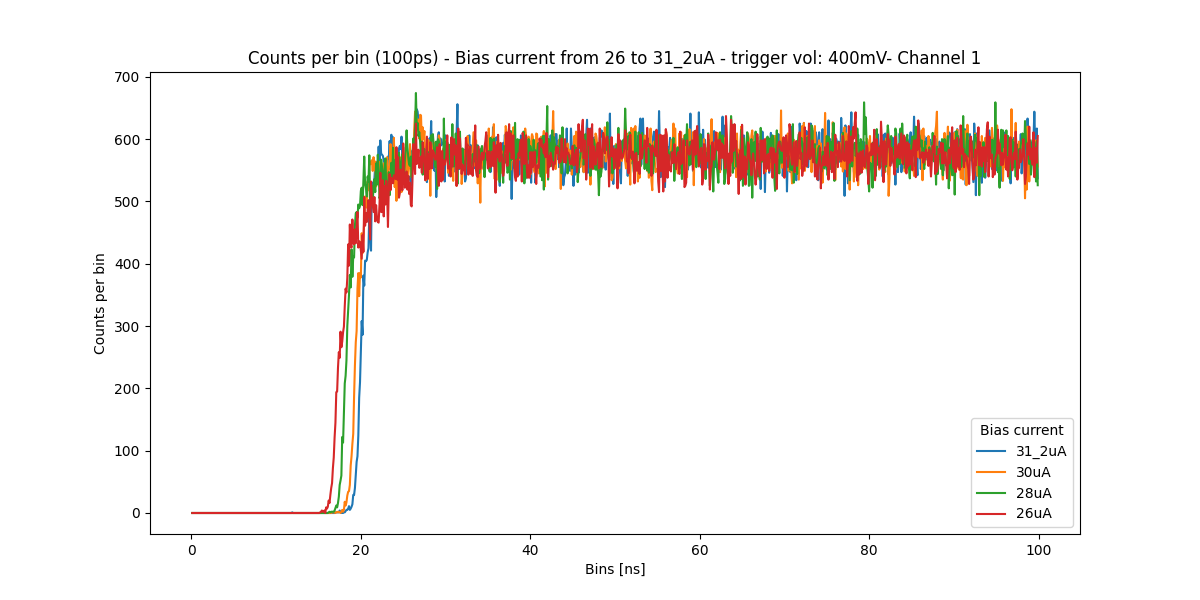 Counts per bin (100ps) - Bias current from 26 to 31_2uA - trigger vol: 400mV- Channel 1
700
600
500
400
300
200
100
0
Counts per bin
0 20 40 60 80 100
Bins [ns]
Bias current
31_2uA
30uA
28uA
26uA